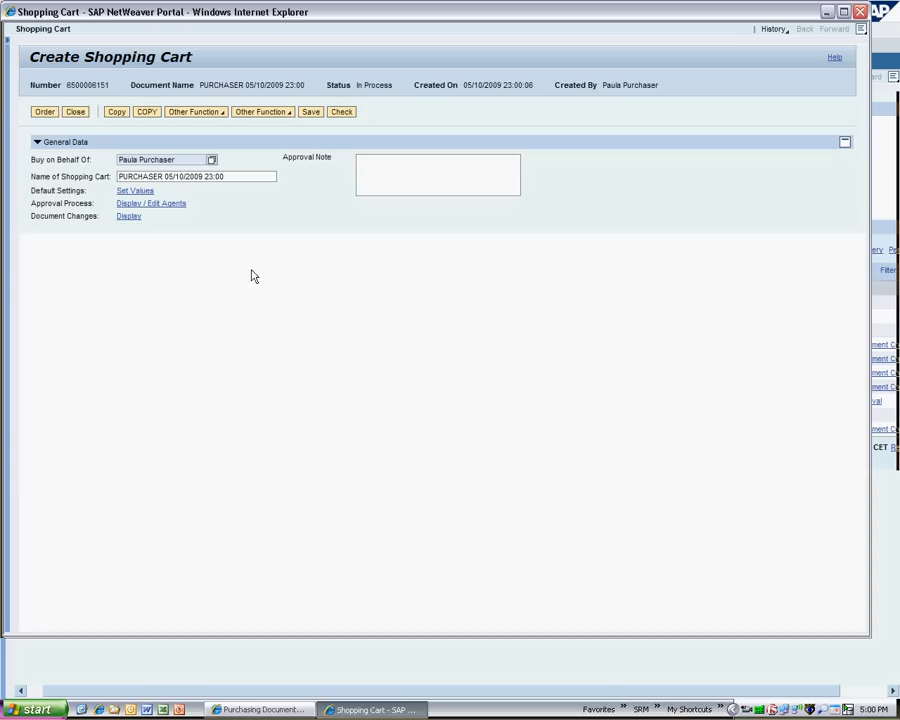 Shopping Cart - SAP NetWeaver Portal - Windows Internet Explorer
SAP
Shopping Cart
History Back Forward
Create Shopping Cart
Help
Number 6500006151 Document Name PURCHASER 05/10/2009 23:00 Status In Process Created On 05/10/2009 23:00:06 Created By Paula Purchaser
Order Close Copy COPY Other Function Other Function Save Check
General Data
Buy on Behalf Of: Paula Purchaser
Approval Note
Name of Shopping Cart: PURCHASER 05/10/2009 23:00
Default Settings: Set Values
Approval Process: Display / Edit Agents
Document Changes: Display
Filter
CET
start
Purchasing Document...
Shopping Cart - SAP ...
Favorites » SRM » My Shortcuts »
5:00 PM